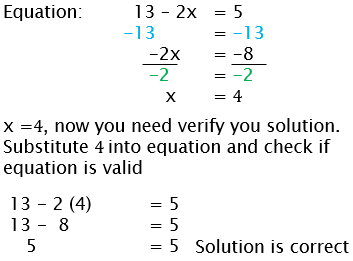 Equation: 13 – 2x = 5
–13 = –13
–2x = –8
–2 = –2
x = 4
x =4, now you need verify you solution.
Substitute 4 into equation and check if
equation is valid
13 – 2 (4) = 5
13 – 8 = 5
5 = 5 Solution is correct